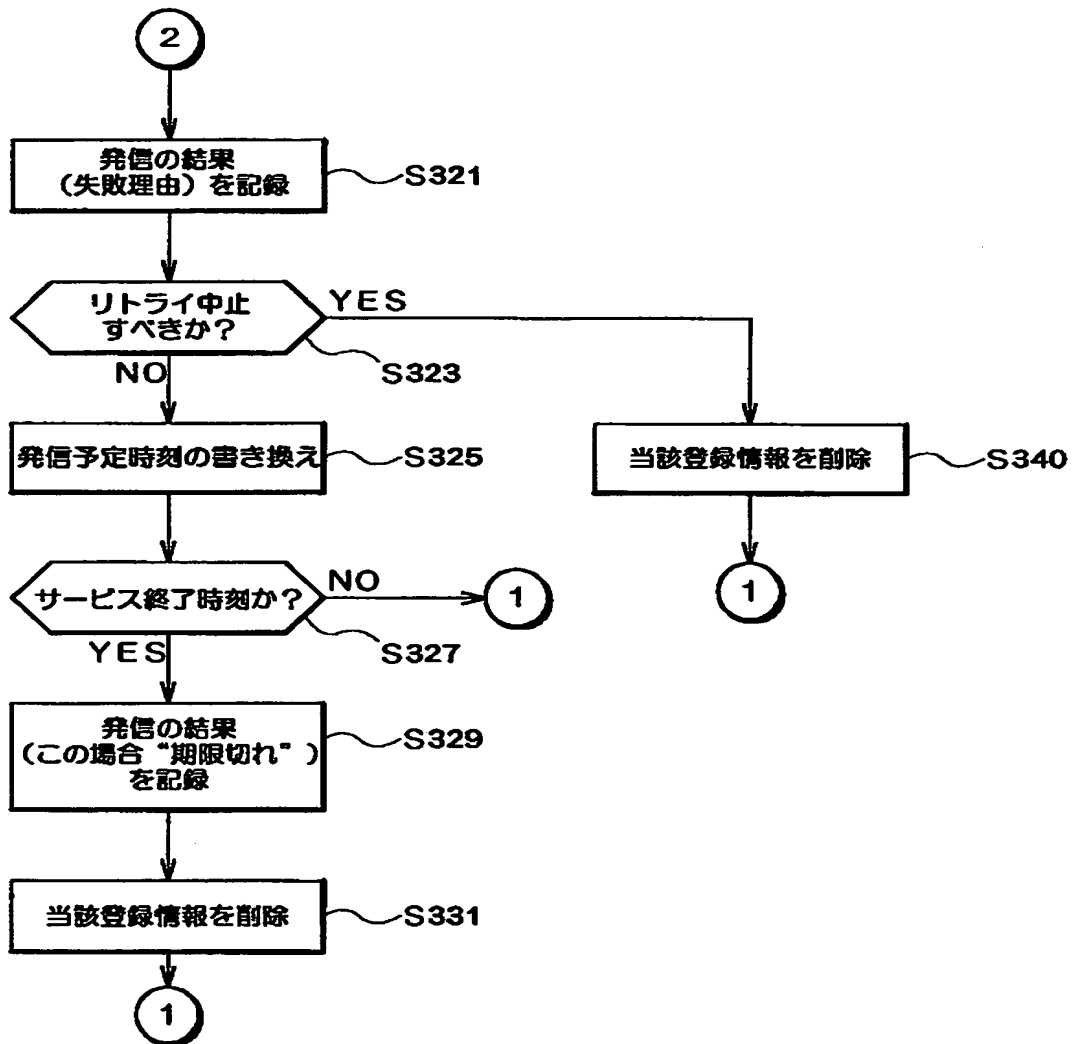 2
発信の結果
(失敗理由)を記録
S321
リトライ中止
すべきか?
YES
S323
NO
発信予定時刻の書き換え
S325
当該登録情報を削除
S340
1
サービス終了時刻か?
NO
1
S327
YES
発信の結果
(この場合“期限切れ”)
を記録
S329
当該登録情報を削除
S331
1